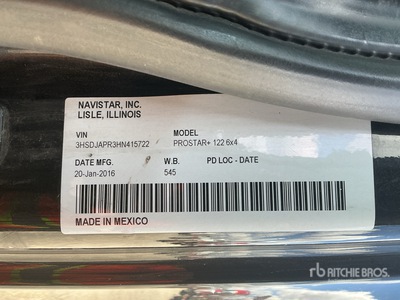 NAVISTAR, INC.
LISLE, ILLINOIS
VIN MODEL
3HSDJAPR3HN415722 PROSTAR+ 122 6x4
DATE MFG. W.B. PD LOC - DATE
20-Jan-2016 545
MADE IN MEXICO
rb RITCHIE BROS.